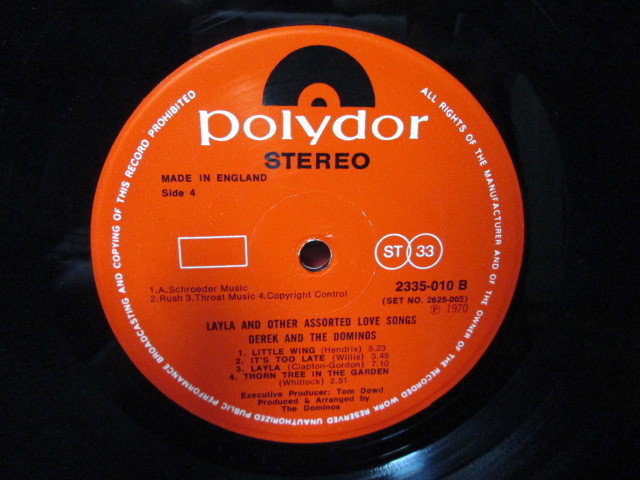 polydor
STEREO
MADE IN ENGLAND
Side 4
ST 33
1.A.Schroeder Music
2.Rush 3.Throat Music 4.Copyright Control
2335-010 B
(SET NO. 2625-005)
℗ 1970
LAYLA AND OTHER ASSORTED LOVE SONGS
DEREK AND THE DOMINOS
1. LITTLE WING (Hendrix) 5.23
2. IT'S TOO LATE (Willis) 3.46
3. LAYLA (Clapton-Gordon) 7.10
4. THORN TREE IN THE GARDEN
(Whitlock) 2.51
Executive Producer: Tom Dowd
Produced & Arranged by
The Dominos
ALL RIGHTS OF THE MANUFACTURER AND OF THE OWNER OF THE RECORDED WORK RESERVED UNAUTHORIZED PUBLIC PERFORMANCE BROADCASTING AND COPYING OF THIS RECORD PROHIBITED